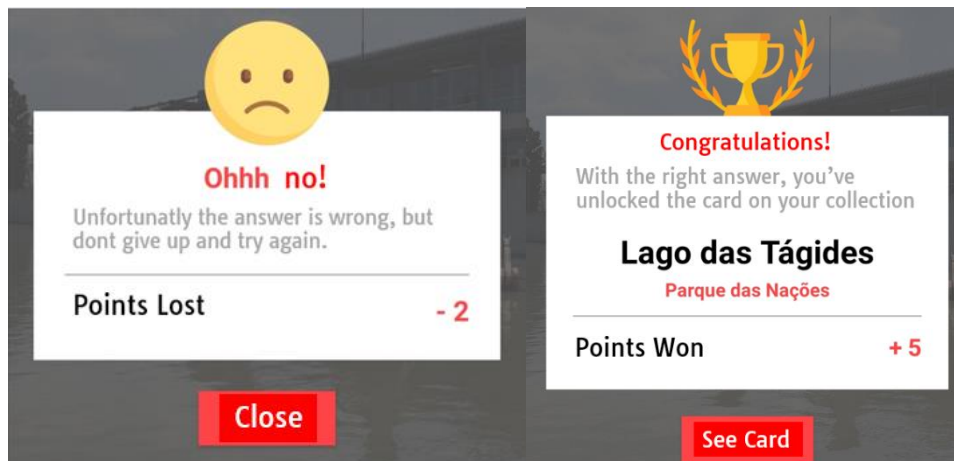 Ohhh no!
Unfortunatly the answer is wrong, but
dont give up and try again.
Points Lost
- 2
Close
Congratulations!
With the right answer, you've
unlocked the card on your collection
Lago das Tágides
Parque das Nações
Points Won
+ 5
See Card